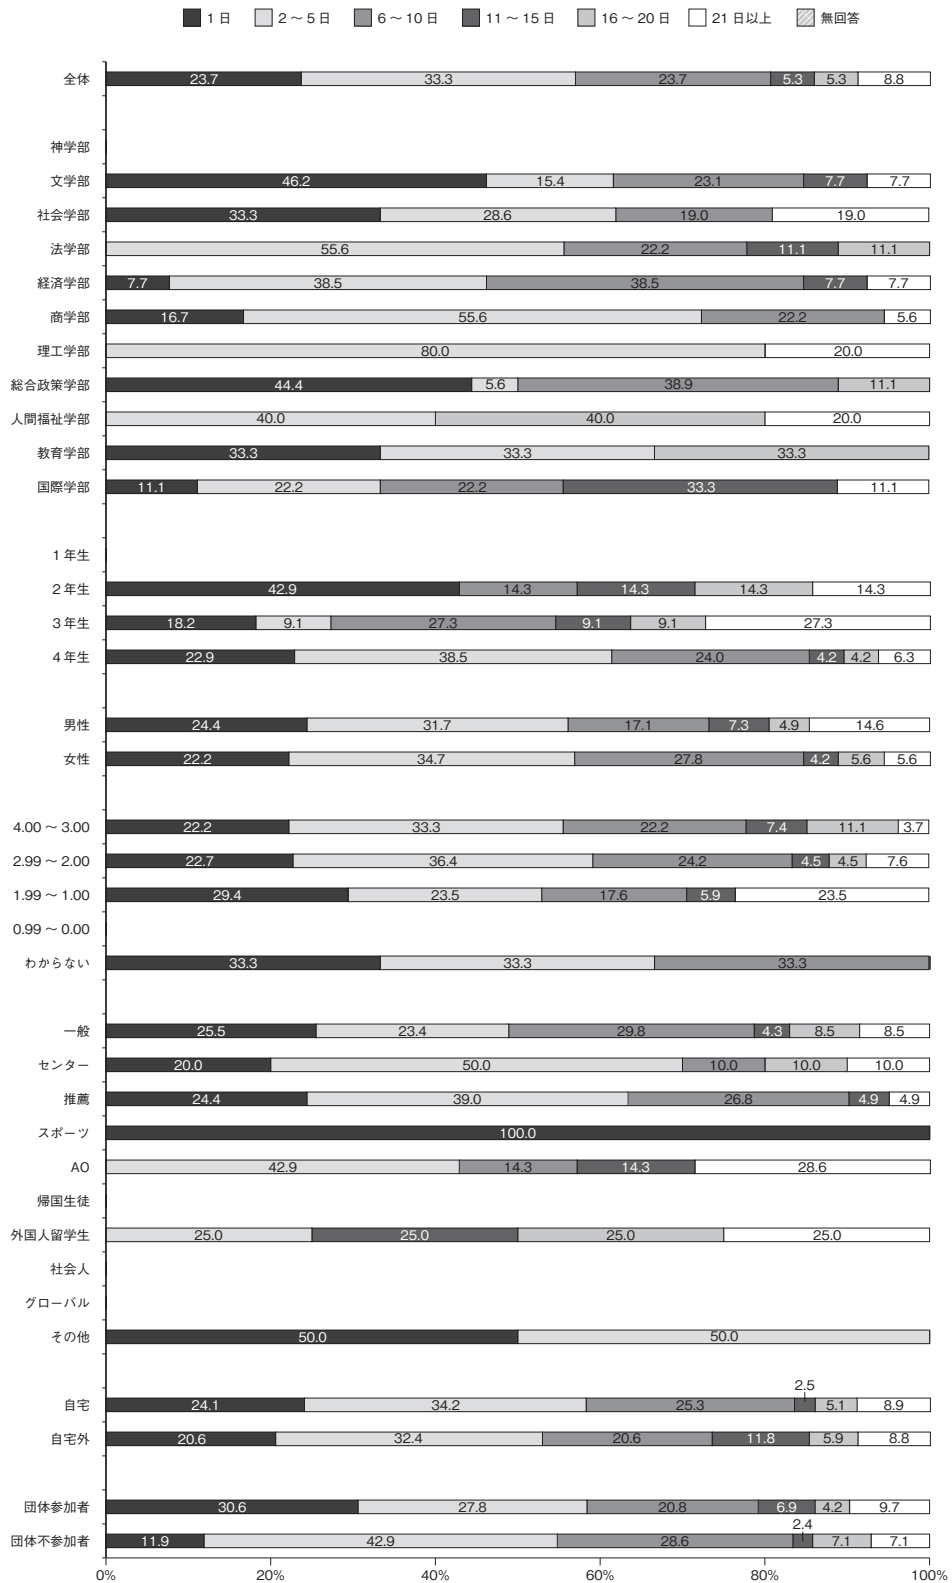 1 日 2 ～ 5 日 6 ～ 10 日 11 ～ 15 日 16 ～ 20 日 21 日以上 無回答
全体 23.7 33.3 23.7 5.3 5.3 8.8
神学部
文学部 46.2 15.4 23.1 7.7 7.7
社会学部 33.3 28.6 19.0 19.0
法学部 55.6 22.2 11.1 11.1
経済学部 7.7 38.5 38.5 7.7 7.7
商学部 16.7 55.6 22.2 5.6
理工学部 80.0 20.0
総合政策学部 44.4 5.6 38.9 11.1
人間福祉学部 40.0 40.0 20.0
教育学部 33.3 33.3 33.3
国際学部 11.1 22.2 22.2 33.3 11.1
1 年生
2 年生 42.9 14.3 14.3 14.3 14.3
3 年生 18.2 9.1 27.3 9.1 9.1 27.3
4 年生 22.9 38.5 24.0 4.2 4.2 6.3
男性 24.4 31.7 17.1 7.3 4.9 14.6
女性 22.2 34.7 27.8 4.2 5.6 5.6
4.00 ～ 3.00 22.2 33.3 22.2 7.4 11.1 3.7
2.99 ～ 2.00 22.7 36.4 24.2 4.5 4.5 7.6
1.99 ～ 1.00 29.4 23.5 17.6 5.9 23.5
0.99 ～ 0.00
わからない 33.3 33.3 33.3
一般 25.5 23.4 29.8 4.3 8.5 8.5
センター 20.0 50.0 10.0 10.0 10.0
推薦 24.4 39.0 26.8 4.9 4.9
スポーツ 100.0
AO 42.9 14.3 14.3 28.6
帰国生徒
外国人留学生 25.0 25.0 25.0 25.0
社会人
グローバル
その他 50.0 50.0
2.5
自宅 24.1 34.2 25.3 5.1 8.9
自宅外 20.6 32.4 20.6 11.8 5.9 8.8
団体参加者 30.6 27.8 20.8 6.9 4.2 9.7
2.4
団体不参加者 11.9 42.9 28.6 7.1 7.1
0% 20% 40% 60% 80% 100%